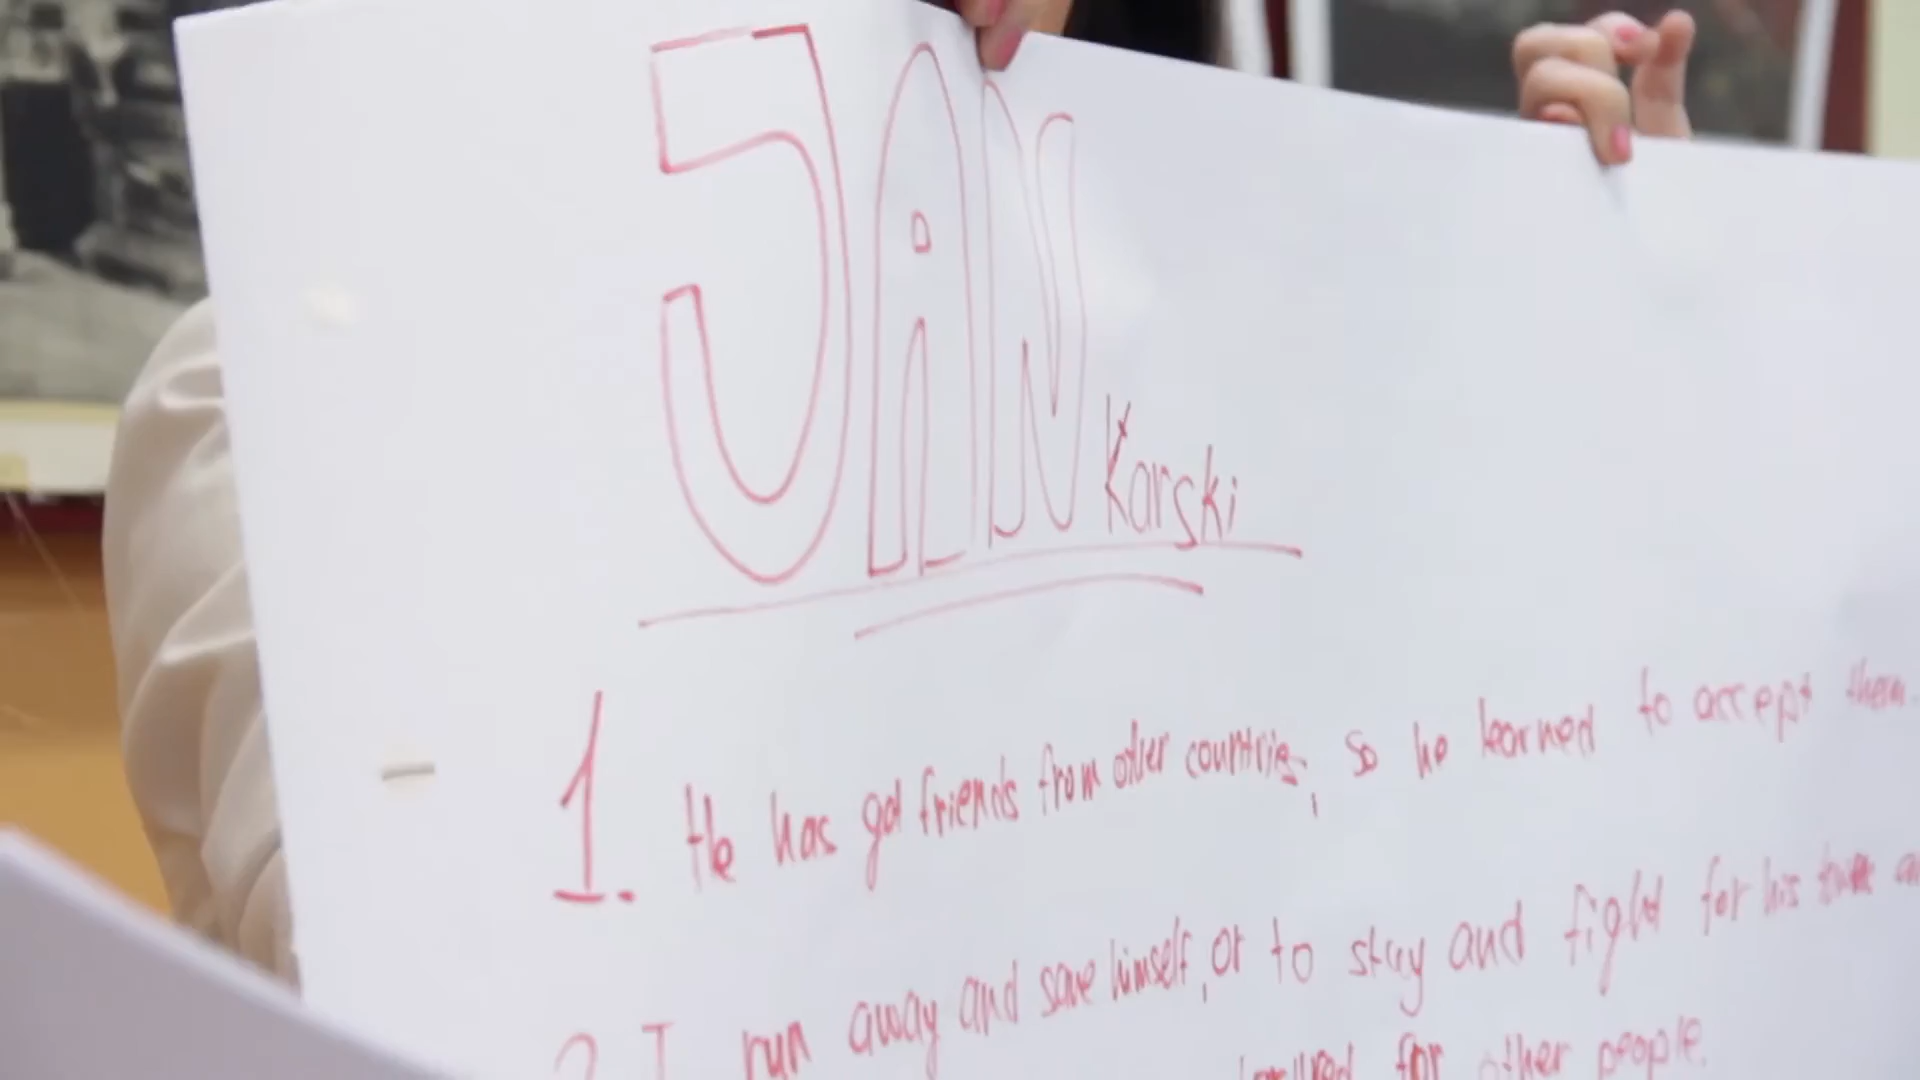 JAN Karski
1. He has got friends from other countries, so he learned to accept them.
2. I run away and save himself, or to stay and fight for his
for other people.